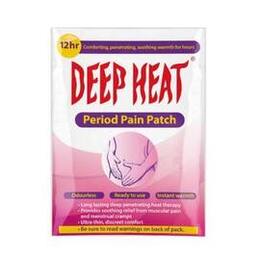 12hr
Comforting, penetrating, soothing warmth for hours
DEEP HEAT®
Period Pain Patch
Odourless Ready to use Instant warmth
• Long lasting deep penetrating heat therapy
• Provides soothing relief from muscular pain
and menstrual cramps
• Ultra-thin, discreet comfort
• Be sure to read warnings on back of pack.